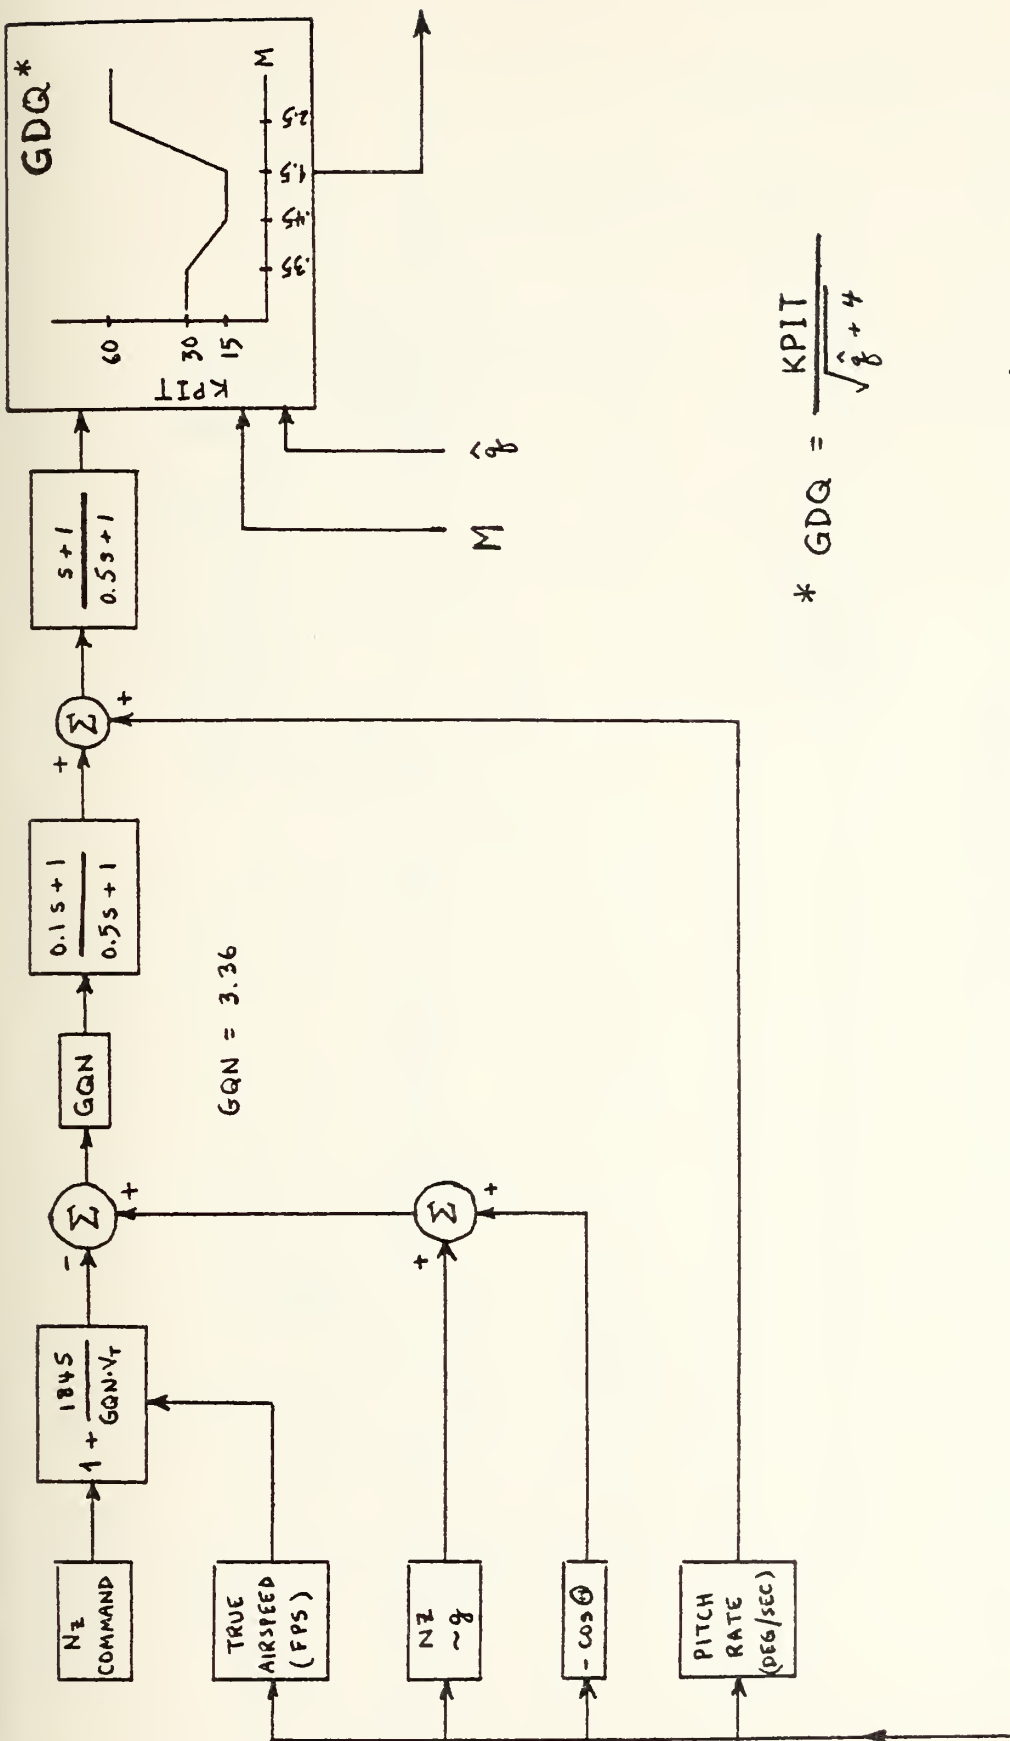 Nz
COMMAND
1 + 1845
GQN·VT
TRUE
AIRSPEED
(FPS)
NZ
~g
- cos Θ
PITCH
RATE
(DEG/SEC)
-
Σ
+
+
Σ
+
GQN
GQN = 3.36
0.1s + 1
0.5s + 1
+
Σ
+
s + 1
0.5s + 1
M
q̂
GDQ*
KPIT
60
30
15
.35
.45
1.5
2.5
M
* GDQ = KPIT
√q̂ + 4